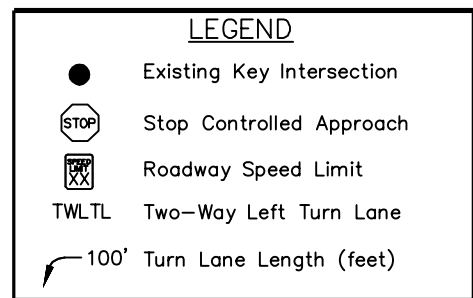 LEGEND
Existing Key Intersection
STOP Stop Controlled Approach
SPEED
LIMIT
XX Roadway Speed Limit
TWLTL Two-Way Left Turn Lane
100' Turn Lane Length (feet)